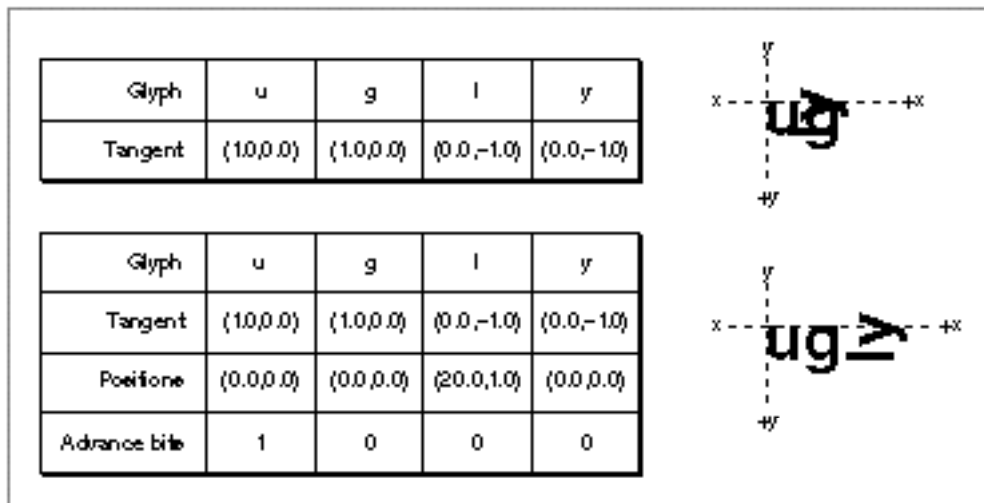 Glyph u g l y
Tangent (1.0,0.0) (1.0,0.0) (0.0,-1.0) (0.0,-1.0)
y
x +x
ugly
+y
Glyph u g l y
Tangent (1.0,0.0) (1.0,0.0) (0.0,-1.0) (0.0,-1.0)
Positions (0.0,0.0) (0.0,0.0) (20.0,1.0) (0.0,0.0)
Advance bits 1 0 0 0
y
x +x
ugly
+y